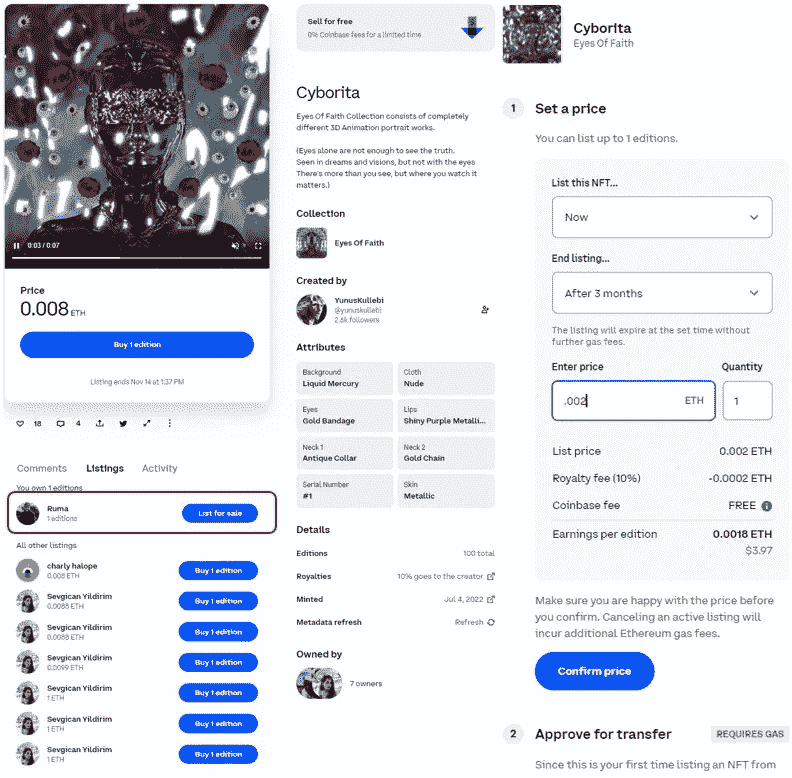 0:03 / 0:07
Price
0.008 ETH
Buy 1 edition
Listing ends Nov 14 at 1:37 PM
18
4
Comments
Listings
Activity
You own 1 editions
Ruma
1 editions
List for sale
All other listings
charly halope
0.008 ETH
Buy 1 edition
Sevgican Yildirim
0.0088 ETH
Buy 1 edition
Sevgican Yildirim
0.0088 ETH
Buy 1 edition
Sevgican Yildirim
0.0099 ETH
Buy 1 edition
Sevgican Yildirim
1 ETH
Buy 1 edition
Sevgican Yildirim
1 ETH
Buy 1 edition
Sevgican Yildirim
1 ETH
Buy 1 edition
Sell for free
0% Coinbase fees for a limited time
Cyborita
Eyes Of Faith Collection consists of completely
different 3D Animation portrait works.
(Eyes alone are not enough to see the truth,
Seen in dreams and visions, but not with the eyes
There's more than you see, but where you watch it
matters.)
Collection
Eyes Of Faith
Created by
YunusKullebi
@yunuskullebi
2.6k followers
Attributes
Background
Liquid Mercury
Cloth
Nude
Eyes
Gold Bandage
Lips
Shiny Purple Metalli...
Neck 1
Antique Collar
Neck 2
Gold Chain
Serial Number
#1
Skin
Metallic
Details
Editions
100 total
Royalties
10% goes to the creator
Minted
Jul 4, 2022
Metadata refresh
Refresh
Owned by
7 owners
Cyborita
Eyes Of Faith
1 Set a price
You can list up to 1 editions.
List this NFT...
Now
End listing...
After 3 months
The listing will expire at the set time without
further gas fees.
Enter price
Quantity
.002
ETH
1
List price
0.002 ETH
Royalty fee (10%)
-0.0002 ETH
Coinbase fee
FREE
Earnings per edition
0.0018 ETH
$3.97
Make sure you are happy with the price before
you confirm. Canceling an active listing will
incur additional Ethereum gas fees.
Confirm price
2 Approve for transfer
REQUIRES GAS
Since this is your first time listing an NFT from